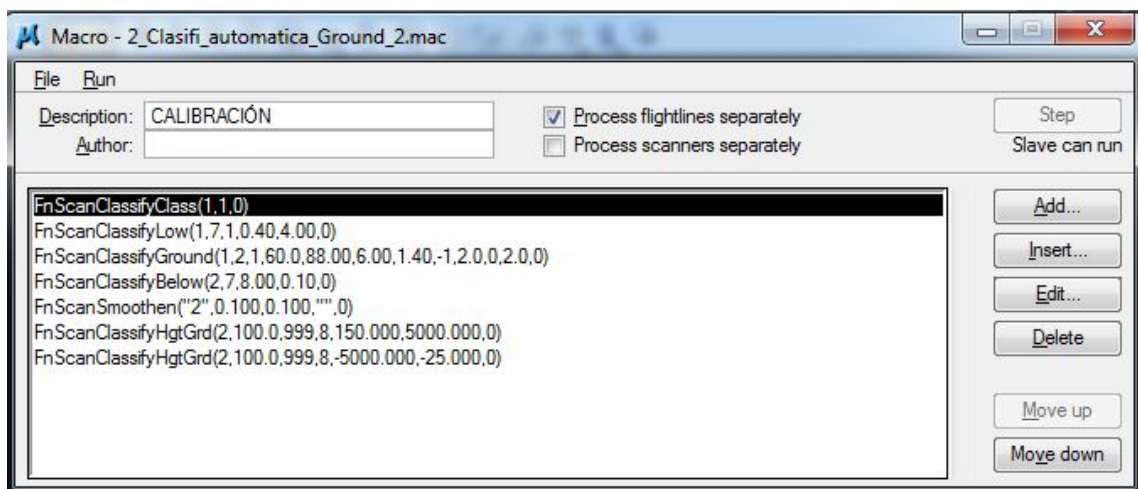 Macro - 2_Clasifi_automatica_Ground_2.mac
File Run
Description: CALIBRACIÓN
Process flightlines separately
Step
Author:
Process scanners separately
Slave can run
FnScanClassifyClass(1,1,0)
FnScanClassifyLow(1,7,1,0.40,4.00,0)
FnScanClassifyGround(1,2,1,60.0,88.00,6.00,1.40,-1,2.0,0,2.0,0)
FnScanClassifyBelow(2,7,8.00,0.10,0)
FnScanSmoothen("2",0.100,0.100,"",0)
FnScanClassifyHgtGrd(2,100.0,999,8,150.000,5000.000,0)
FnScanClassifyHgtGrd(2,100.0,999,8,-5000.000,-25.000,0)
Add...
Insert...
Edit...
Delete
Move up
Move down